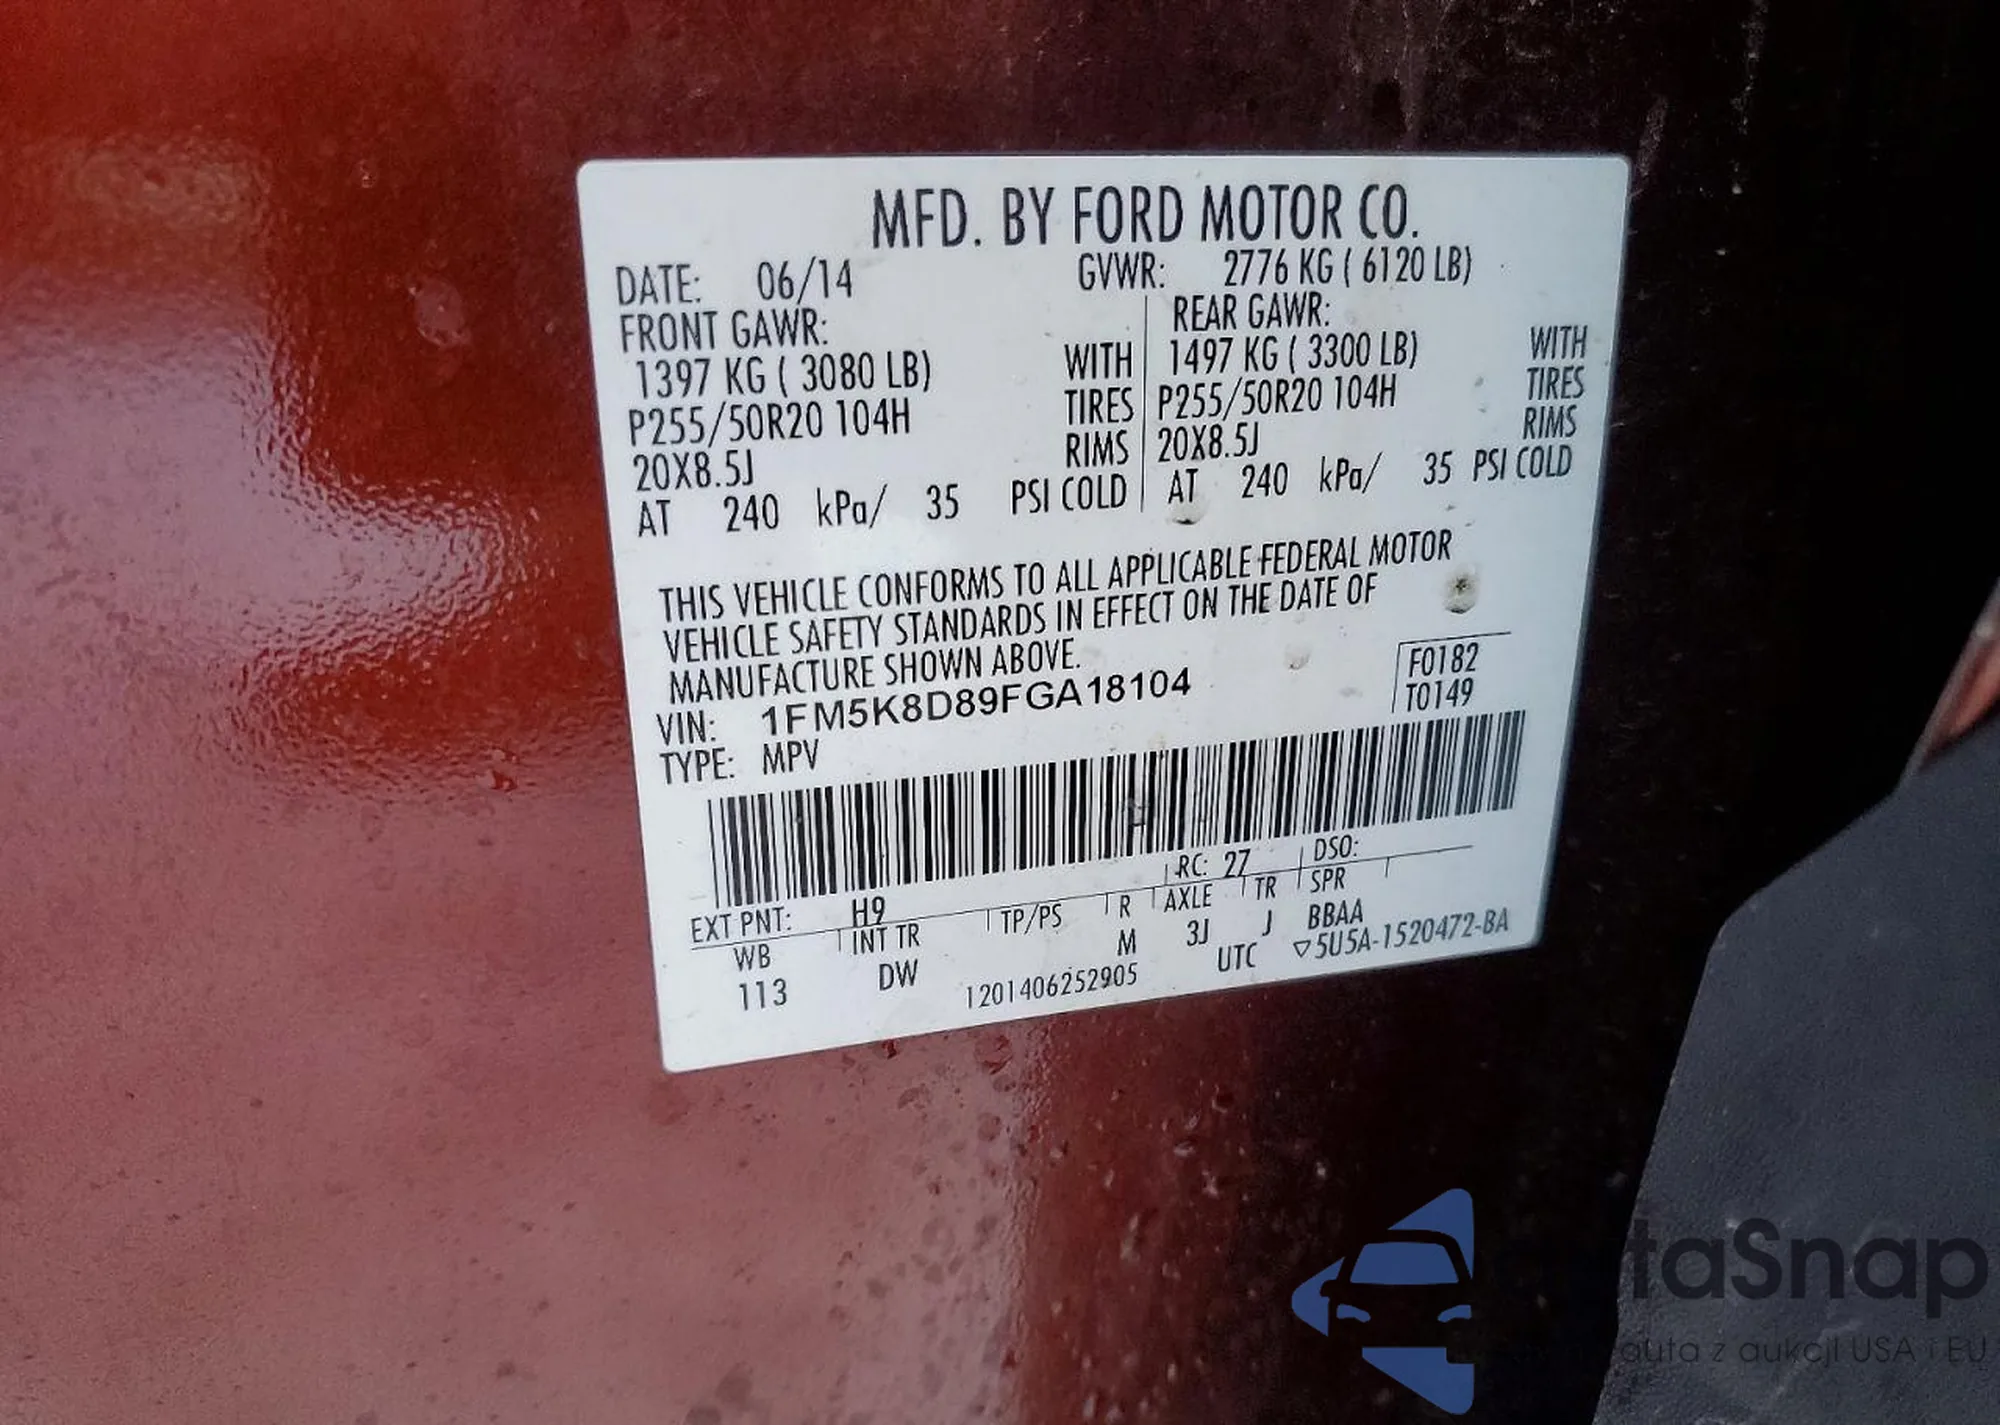 MFD. BY FORD MOTOR CO.
DATE: 06/14 GVWR: 2776 KG ( 6120 LB)
FRONT GAWR: REAR GAWR:
1397 KG ( 3080 LB) WITH 1497 KG ( 3300 LB) WITH
P255/50R20 104H TIRES P255/50R20 104H TIRES
20X8.5J RIMS 20X8.5J RIMS
AT 240 kPa/ 35 PSI COLD AT 240 kPa/ 35 PSI COLD
THIS VEHICLE CONFORMS TO ALL APPLICABLE FEDERAL MOTOR
VEHICLE SAFETY STANDARDS IN EFFECT ON THE DATE OF
MANUFACTURE SHOWN ABOVE.
F0182
T0149
VIN: 1FM5K8D89FGA18104
TYPE: MPV
EXT PNT: H9 RC: 27 DSO:
WB INT TR TP/PS R AXLE TR SPR
113 DW M 3J J BBAA
1201406252905 UTC ▽5U5A-1520472-BA
taSnap
auta z aukcji USA i EU